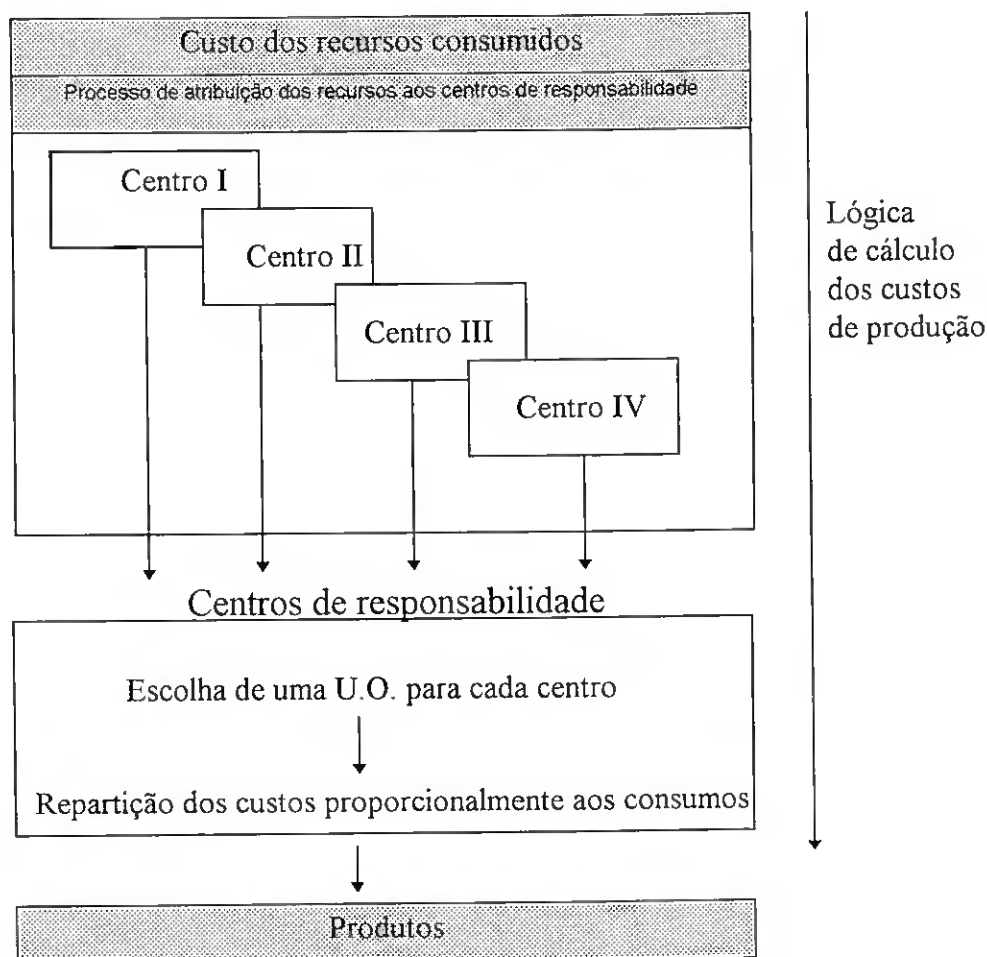 Custo dos recursos consumidos
Processo de atribuição dos recursos aos centros de responsabilidade
Centro I
Centro II
Centro III
Centro IV
Lógica
de cálculo
dos custos
de produção
Centros de responsabilidade
Escolha de uma U.O. para cada centro
Repartição dos custos proporcionalmente aos consumos
Produtos